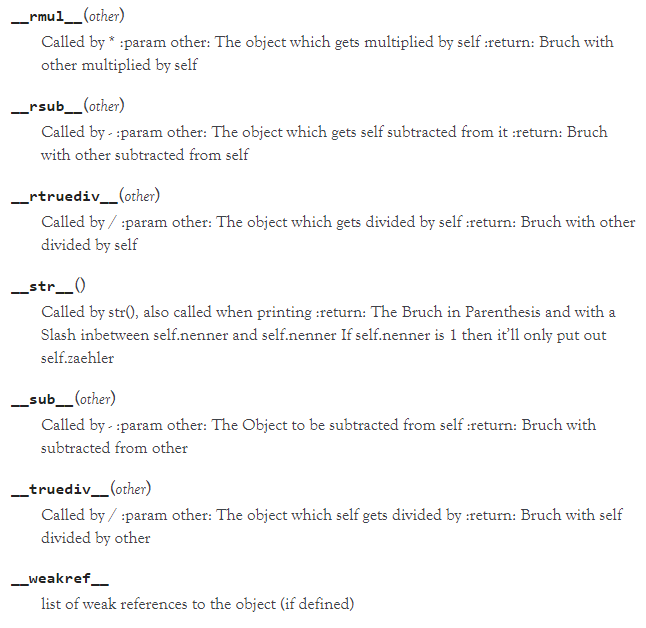 __rmul__(other)
Called by * :param other: The object which gets multiplied by self :return: Bruch with
other multiplied by self
__rsub__(other)
Called by - :param other: The object which gets self subtracted from it :return: Bruch
with other subtracted from self
__rtruediv__(other)
Called by / :param other: The object which gets divided by self :return: Bruch with other
divided by self
__str__()
Called by str(), also called when printing :return: The Bruch in Parenthesis and with a
Slash inbetween self.nenner and self.nenner If self.nenner is 1 then it’ll only put out
self.zaehler
__sub__(other)
Called by - :param other: The Object to be subtracted from self :return: Bruch with
subtracted from other
__truediv__(other)
Called by / :param other: The object which self gets divided by :return: Bruch with self
divided by other
__weakref__
list of weak references to the object (if defined)